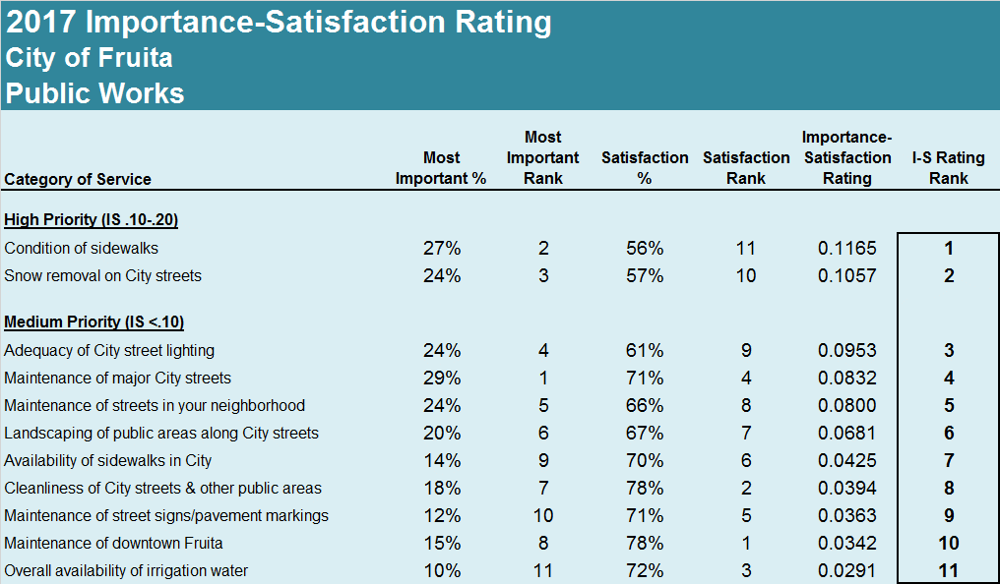 2017 Importance-Satisfaction Rating
City of Fruita
Public Works
Category of Service Most Important % Most Important Rank Satisfaction % Satisfaction Rank Importance-Satisfaction Rating I-S Rating Rank
High Priority (IS .10-.20)
Condition of sidewalks 27% 2 56% 11 0.1165 1
Snow removal on City streets 24% 3 57% 10 0.1057 2
Medium Priority (IS <.10)
Adequacy of City street lighting 24% 4 61% 9 0.0953 3
Maintenance of major City streets 29% 1 71% 4 0.0832 4
Maintenance of streets in your neighborhood 24% 5 66% 8 0.0800 5
Landscaping of public areas along City streets 20% 6 67% 7 0.0681 6
Availability of sidewalks in City 14% 9 70% 6 0.0425 7
Cleanliness of City streets & other public areas 18% 7 78% 2 0.0394 8
Maintenance of street signs/pavement markings 12% 10 71% 5 0.0363 9
Maintenance of downtown Fruita 15% 8 78% 1 0.0342 10
Overall availability of irrigation water 10% 11 72% 3 0.0291 11